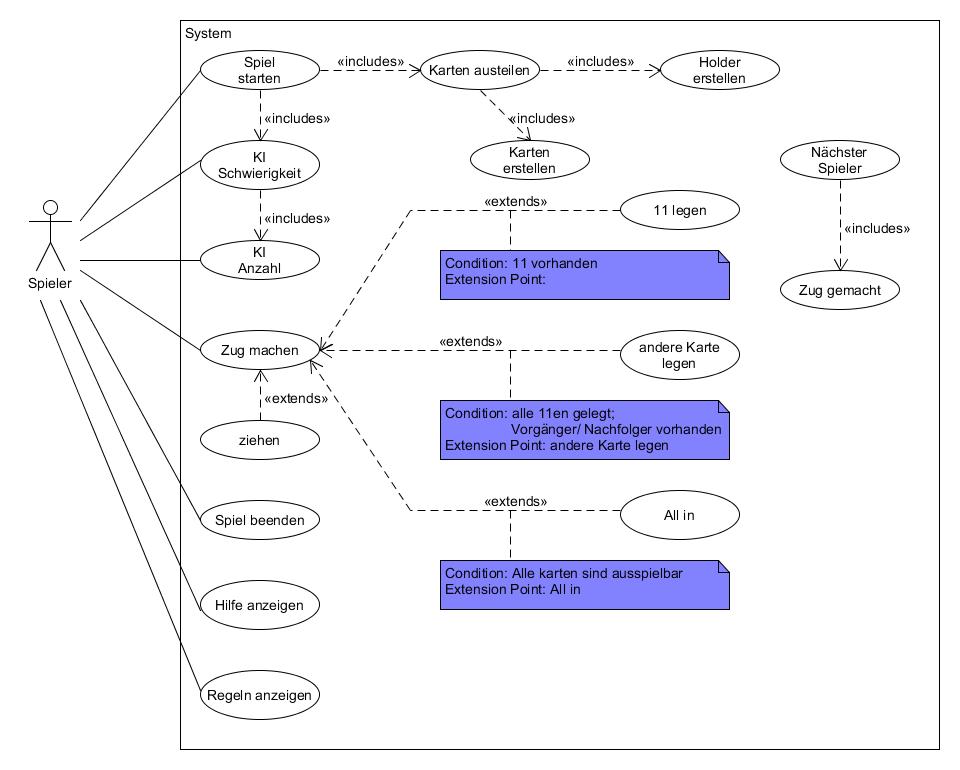 System
Spiel
starten
«includes»
Karten austeilen
«includes»
Holder
erstellen
«includes»
«includes»
KI
Schwierigkeit
Karten
erstellen
Nächster
Spieler
«includes»
«extends»
11 legen
«includes»
KI
Anzahl
Condition: 11 vorhanden
Extension Point:
Spieler
Zug gemacht
Zug machen
«extends»
andere Karte
legen
«extends»
ziehen
Condition: alle 11en gelegt;
Vorgänger/ Nachfolger vorhanden
Extension Point: andere Karte legen
«extends»
All in
Spiel beenden
Condition: Alle karten sind ausspielbar
Extension Point: All in
Hilfe anzeigen
Regeln anzeigen